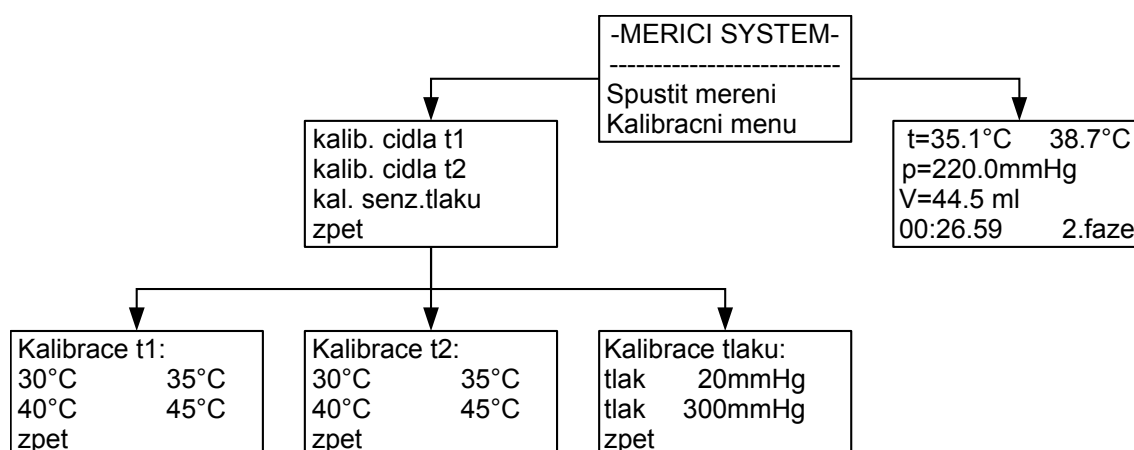 -MERICI SYSTEM-
--------------------------
Spustit mereni
Kalibracni menu
kalib. cidla t1
kalib. cidla t2
kal. senz.tlaku
zpet
t=35.1°C 38.7°C
p=220.0mmHg
V=44.5 ml
00:26.59 2.faze
Kalibrace t1:
30°C 35°C
40°C 45°C
zpet
Kalibrace t2:
30°C 35°C
40°C 45°C
zpet
Kalibrace tlaku:
tlak 20mmHg
tlak 300mmHg
zpet